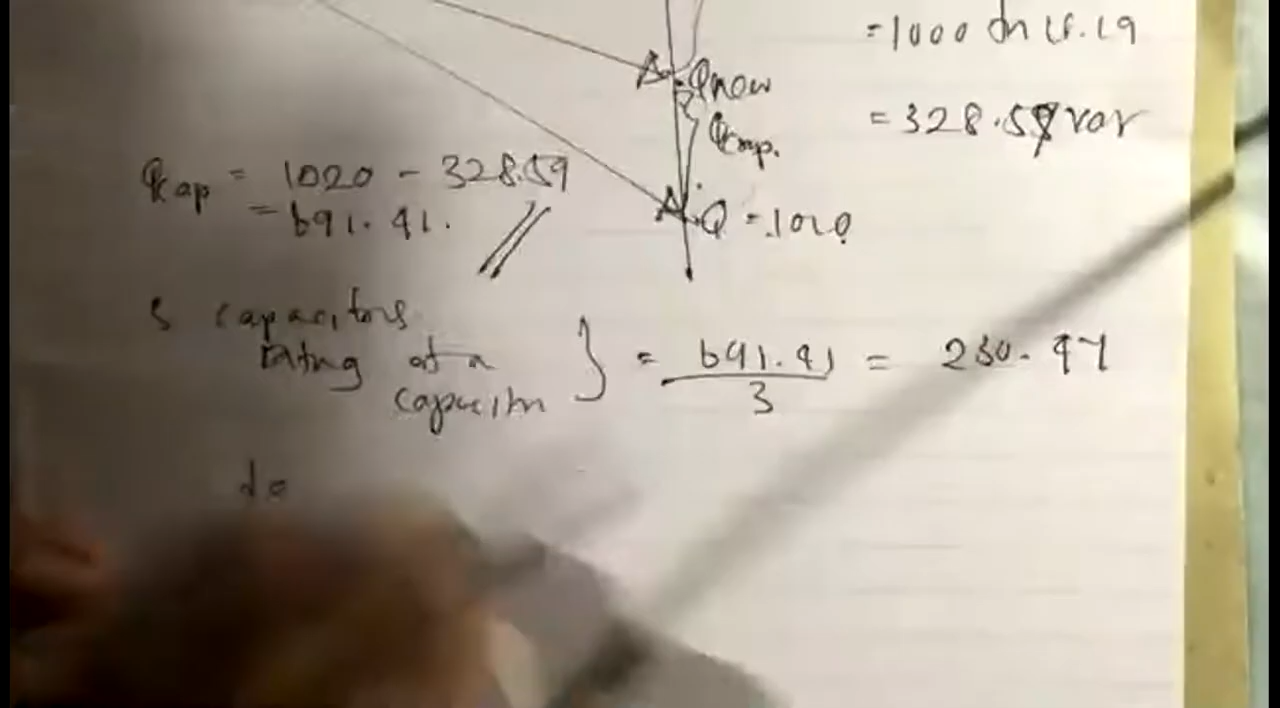 = 1000 tan 18.19
= 328.59 var
Qnew
Qcap.
Qcap = 1020 - 328.59
= 691.41.
Q = 1020
3 capacitors
rating of a
capacitor } = 691.41 / 3 = 230.47